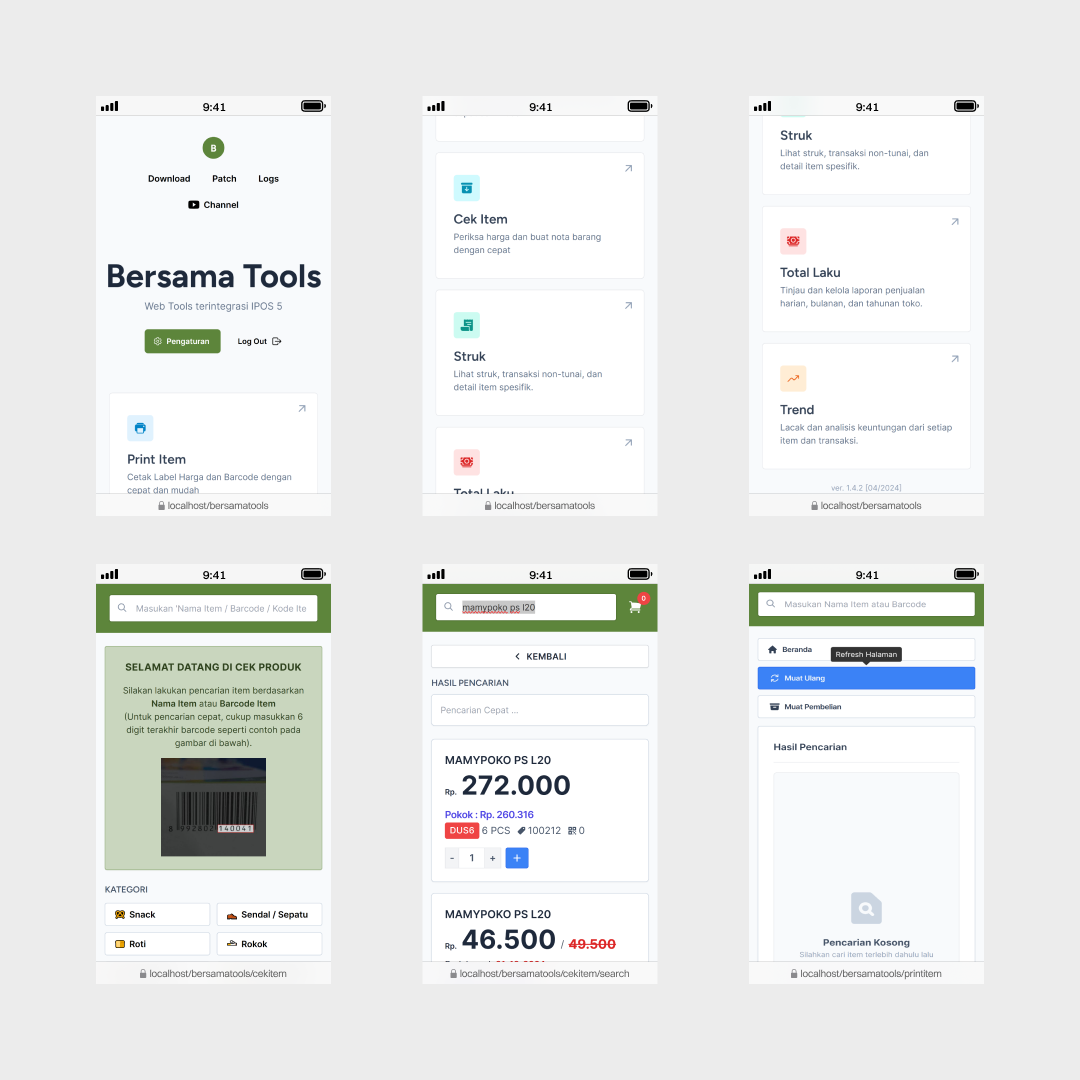 9:41
B
Download Patch Logs
Channel
Bersama Tools
Web Tools terintegrasi IPOS 5
Pengaturan Log Out
Print Item
Cetak Label Harga dan Barcode dengan
cepat dan mudah
localhost/bersamatools
9:41
Cek Item
Periksa harga dan buat nota barang
dengan cepat
Struk
Lihat struk, transaksi non-tunai, dan
detail item spesifik.
Total Laku
localhost/bersamatools
9:41
Struk
Lihat struk, transaksi non-tunai, dan
detail item spesifik.
Total Laku
Tinjau dan kelola laporan penjualan
harian, bulanan, dan tahunan toko.
Trend
Lacak dan analisis keuntungan dari setiap
item dan transaksi.
ver. 1.4.2 [04/2024]
localhost/bersamatools
9:41
Masukan 'Nama Item / Barcode / Kode Ite
SELAMAT DATANG DI CEK PRODUK
Silakan lakukan pencarian item berdasarkan
Nama Item atau Barcode Item
(Untuk pencarian cepat, cukup masukkan 6
digit terakhir barcode seperti contoh pada
gambar di bawah).
8 992802 140041
KATEGORI
Snack Sendal / Sepatu
Roti Rokok
localhost/bersamatools/cekitem
9:41
mamypoko ps l20 0
KEMBALI
HASIL PENCARIAN
Pencarian Cepat ...
MAMYPOKO PS L20
Rp. 272.000
Pokok : Rp. 260.316
DUS6 6 PCS 100212 0
- 1 + +
MAMYPOKO PS L20
Rp. 46.500 / 49.500
localhost/bersamatools/cekitem/search
9:41
Masukan Nama Item atau Barcode
Beranda
Refresh Halaman
Muat Ulang
Muat Pembelian
Hasil Pencarian
Pencarian Kosong
Silahkan cari item terlebih dahulu lalu
localhost/bersamatools/printitem